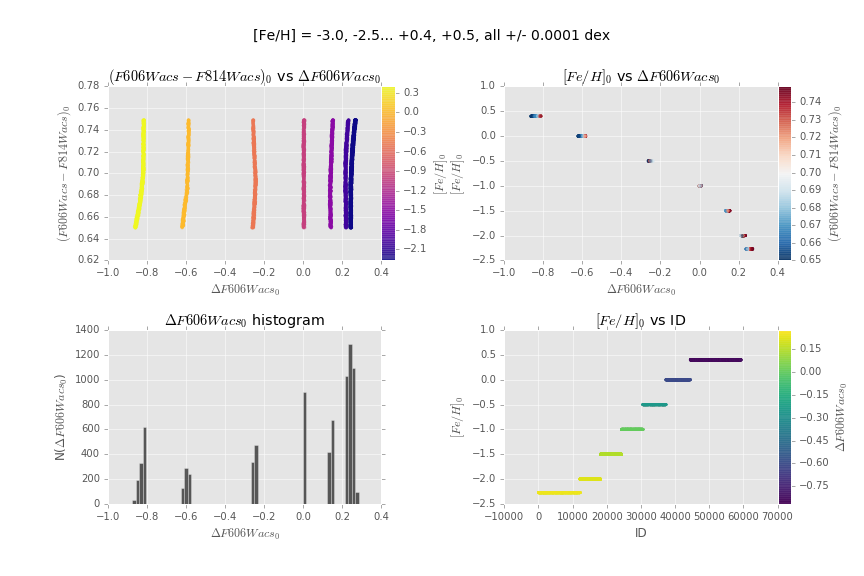 [Fe/H] = -3.0, -2.5... +0.4, +0.5, all +/- 0.0001 dex
(F606Wacs − F814Wacs)₀ vs ΔF606Wacs₀
0.78
0.76
0.74
0.72
0.70
0.68
0.66
0.64
0.62
(F606Wacs − F814Wacs)₀
−1.0 −0.8 −0.6 −0.4 −0.2 0.0 0.2 0.4
ΔF606Wacs₀
0.3
0.0
−0.3
−0.6
−0.9
−1.2
−1.5
−1.8
−2.1
[Fe/H]₀
[Fe/H]₀ vs ΔF606Wacs₀
1.0
0.5
0.0
−0.5
−1.0
−1.5
−2.0
−2.5
[Fe/H]₀
−1.0 −0.8 −0.6 −0.4 −0.2 0.0 0.2 0.4
ΔF606Wacs₀
0.74
0.73
0.72
0.71
0.70
0.69
0.68
0.67
0.66
0.65
(F606Wacs − F814Wacs)₀
ΔF606Wacs₀ histogram
1400
1200
1000
800
600
400
200
0
N(ΔF606Wacs₀)
−1.0 −0.8 −0.6 −0.4 −0.2 0.0 0.2 0.4
ΔF606Wacs₀
[Fe/H]₀ vs ID
1.0
0.5
0.0
−0.5
−1.0
−1.5
−2.0
−2.5
[Fe/H]₀
−10000 0 10000 20000 30000 40000 50000 60000 70000
ID
0.15
0.00
−0.15
−0.30
−0.45
−0.60
−0.75
ΔF606Wacs₀